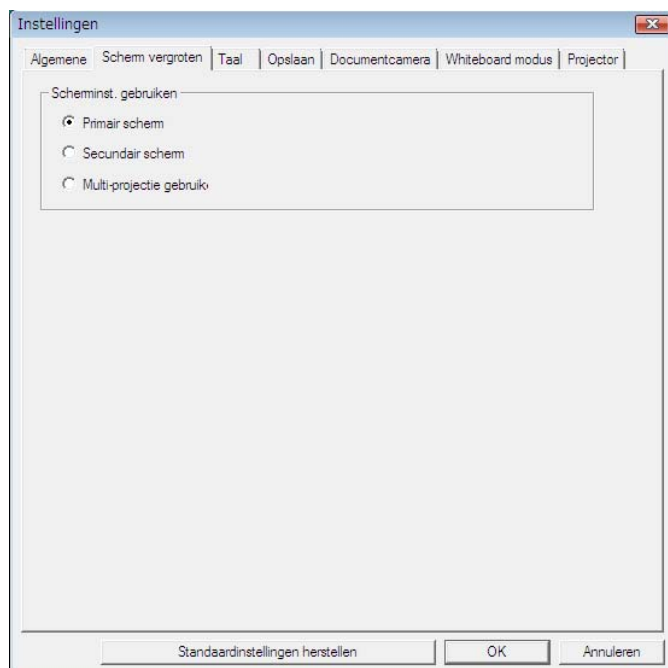 Instellingen
Algemene Scherm vergroten Taal Opslaan Documentcamera Whiteboard modus Projector
Scherminst. gebruiken
Primair scherm
Secundair scherm
Multi-projectie gebruik
Standaardinstellingen herstellen OK Annuleren